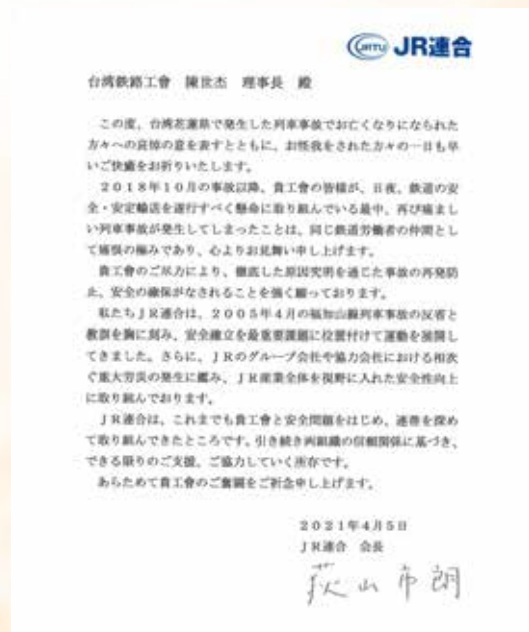 JRTU JR連合
台湾鉄路工會 陳世杰 理事長 殿
この度、台湾花蓮県で発生した列車事故でお亡くなりになられた
方々への哀悼の意を表すとともに、お怪我をされた方々の一日も早
いご快癒をお祈りいたします。
2018年10月の事故以降、貴工會の皆様が、日夜、鉄道の安
全・安定輸送を遂行すべく懸命に取り組んでいる最中、再び痛まし
い列車事故が発生してしまったことは、同じ鉄道労働者の仲間とし
て痛恨の極みであり、心よりお見舞い申し上げます。
貴工會のご尽力により、徹底した原因究明を通じた事故の再発防
止、安全の確保がなされることを強く願っております。
私たちJR連合は、2005年4月の福知山線列車事故の反省と
教訓を胸に刻み、安全確立を最重要課題に位置付けて運動を展開し
てきました。さらに、JRのグループ会社や協力会社における相次
ぐ重大労災の発生に鑑み、JR産業全体を視野に入れた安全性向上
に取り組んでおります。
JR連合は、これまでも貴工會と安全問題をはじめ、連帯を深め
て取り組んできたところです。引き続き両組織の信頼関係に基づき、
できる限りのご支援、ご協力していく所存です。
あらためて貴工會のご奮闘をご祈念申し上げます。
2021年4月5日
JR連合 会長
荻山市朗